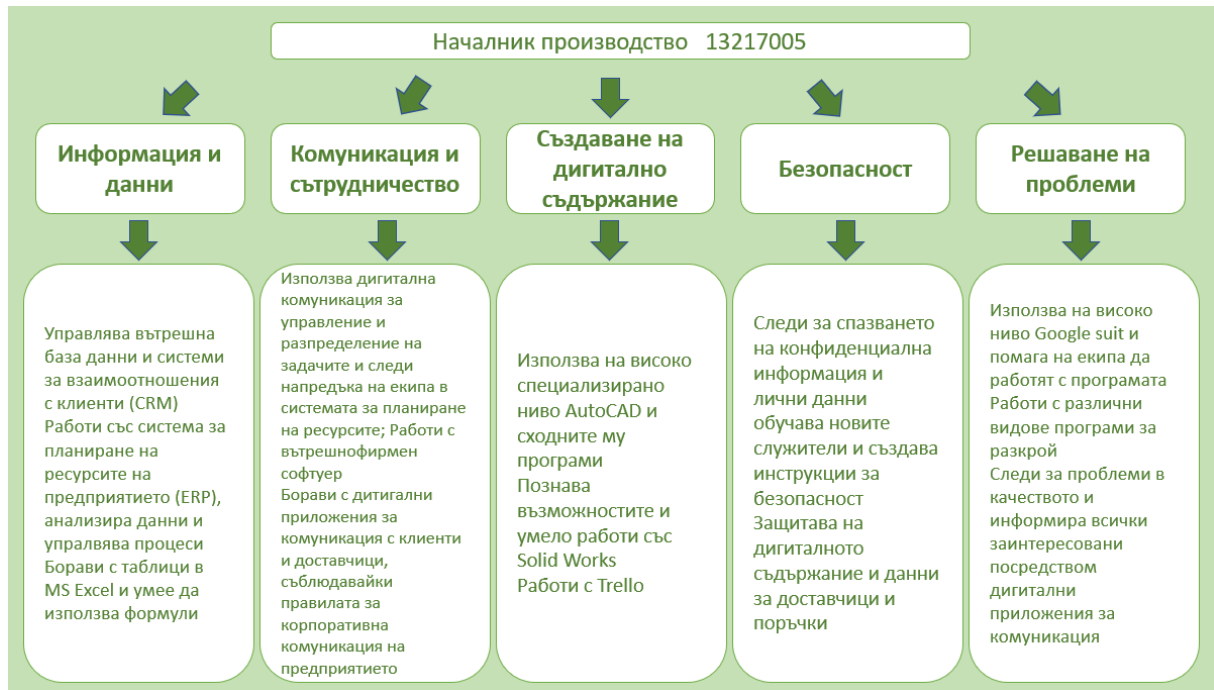 Началник производство 13217005
Информация и
данни
Комуникация и
сътрудничество
Създаване на
дигитално
съдържание
Безопасност
Решаване на
проблеми
Управлява вътрешна
база данни и системи
за взаимоотношения
с клиенти (CRM)
Работи със система за
планиране на
ресурсите на
предприятието (ERP),
анализира данни и
упралвява процеси
Борави с таблици в
MS Excel и умее да
използва формули
Използва дигитална
комуникация за
управление и
разпределение на
задачите и следи
напредъка на екипа в
системата за планиране
на ресурсите; Работи с
вътрешнофирмен
софтуер
Борави с дитигални
приложения за
комуникация с клиенти
и доставчици,
съблюдавайки
правилата за
корпоративна
комуникация на
предприятието
Използва на високо
специализирано
ниво AutoCAD и
сходните му
програми
Познава
възможностите и
умело работи със
Solid Works
Работи с Trello
Следи за спазването
на конфиденциална
информация и
лични данни
обучава новите
служители и създава
инструкции за
безопасност
Защитава на
дигиталното
съдържание и данни
за доставчици и
поръчки
Използва на високо
ниво Google suit и
помага на екипа да
работят с програмата
Работи с различни
видове програми за
разкрой
Следи за проблеми в
качеството и
информира всички
заинтересовани
посредством
дигитални
приложения за
комуникация